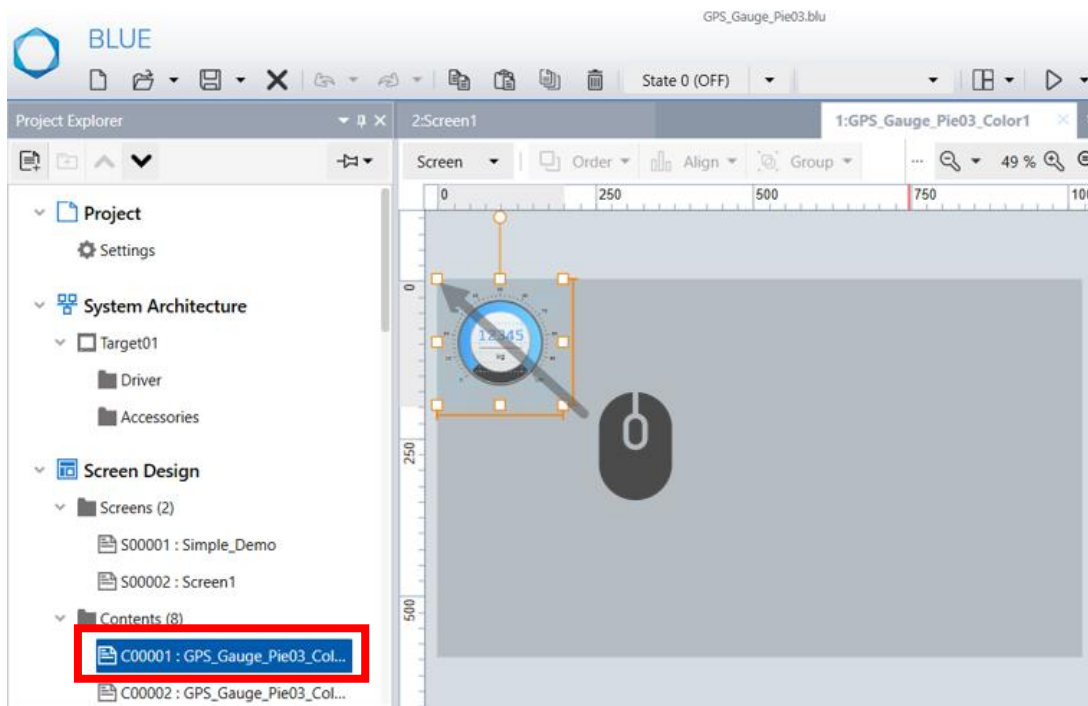 GPS_Gauge_Pie03.blu
BLUE
State 0 (OFF)
Project Explorer
2:Screen1
1:GPS_Gauge_Pie03_Color1
Screen
Order
Align
Group
49 %
0 250 500 750
0
250
500
12345
kg
Project
Settings
System Architecture
Target01
Driver
Accessories
Screen Design
Screens (2)
S00001 : Simple_Demo
S00002 : Screen1
Contents (8)
C00001 : GPS_Gauge_Pie03_Col...
C00002 : GPS_Gauge_Pie03_Col...